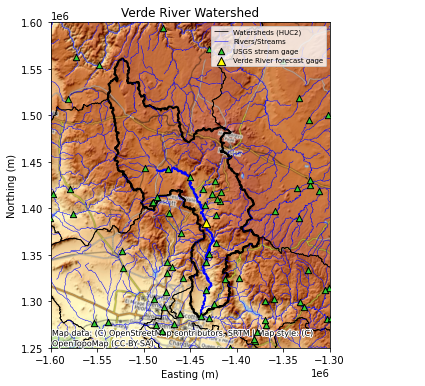 Verde River Watershed
1e6
1.60
1.55
1.50
1.45
1.40
1.35
1.30
1.25
Northing (m)
Watersheds (HUC2)
Rivers/Streams
USGS stream gage
Verde River forecast gage
Map data: (C) OpenStreetMap contributors, SRTM | Map style: (C)
OpenTopoMap (CC-BY-SA)
−1.60 −1.55 −1.50 −1.45 −1.40 −1.35 −1.30
Easting (m)
1e6